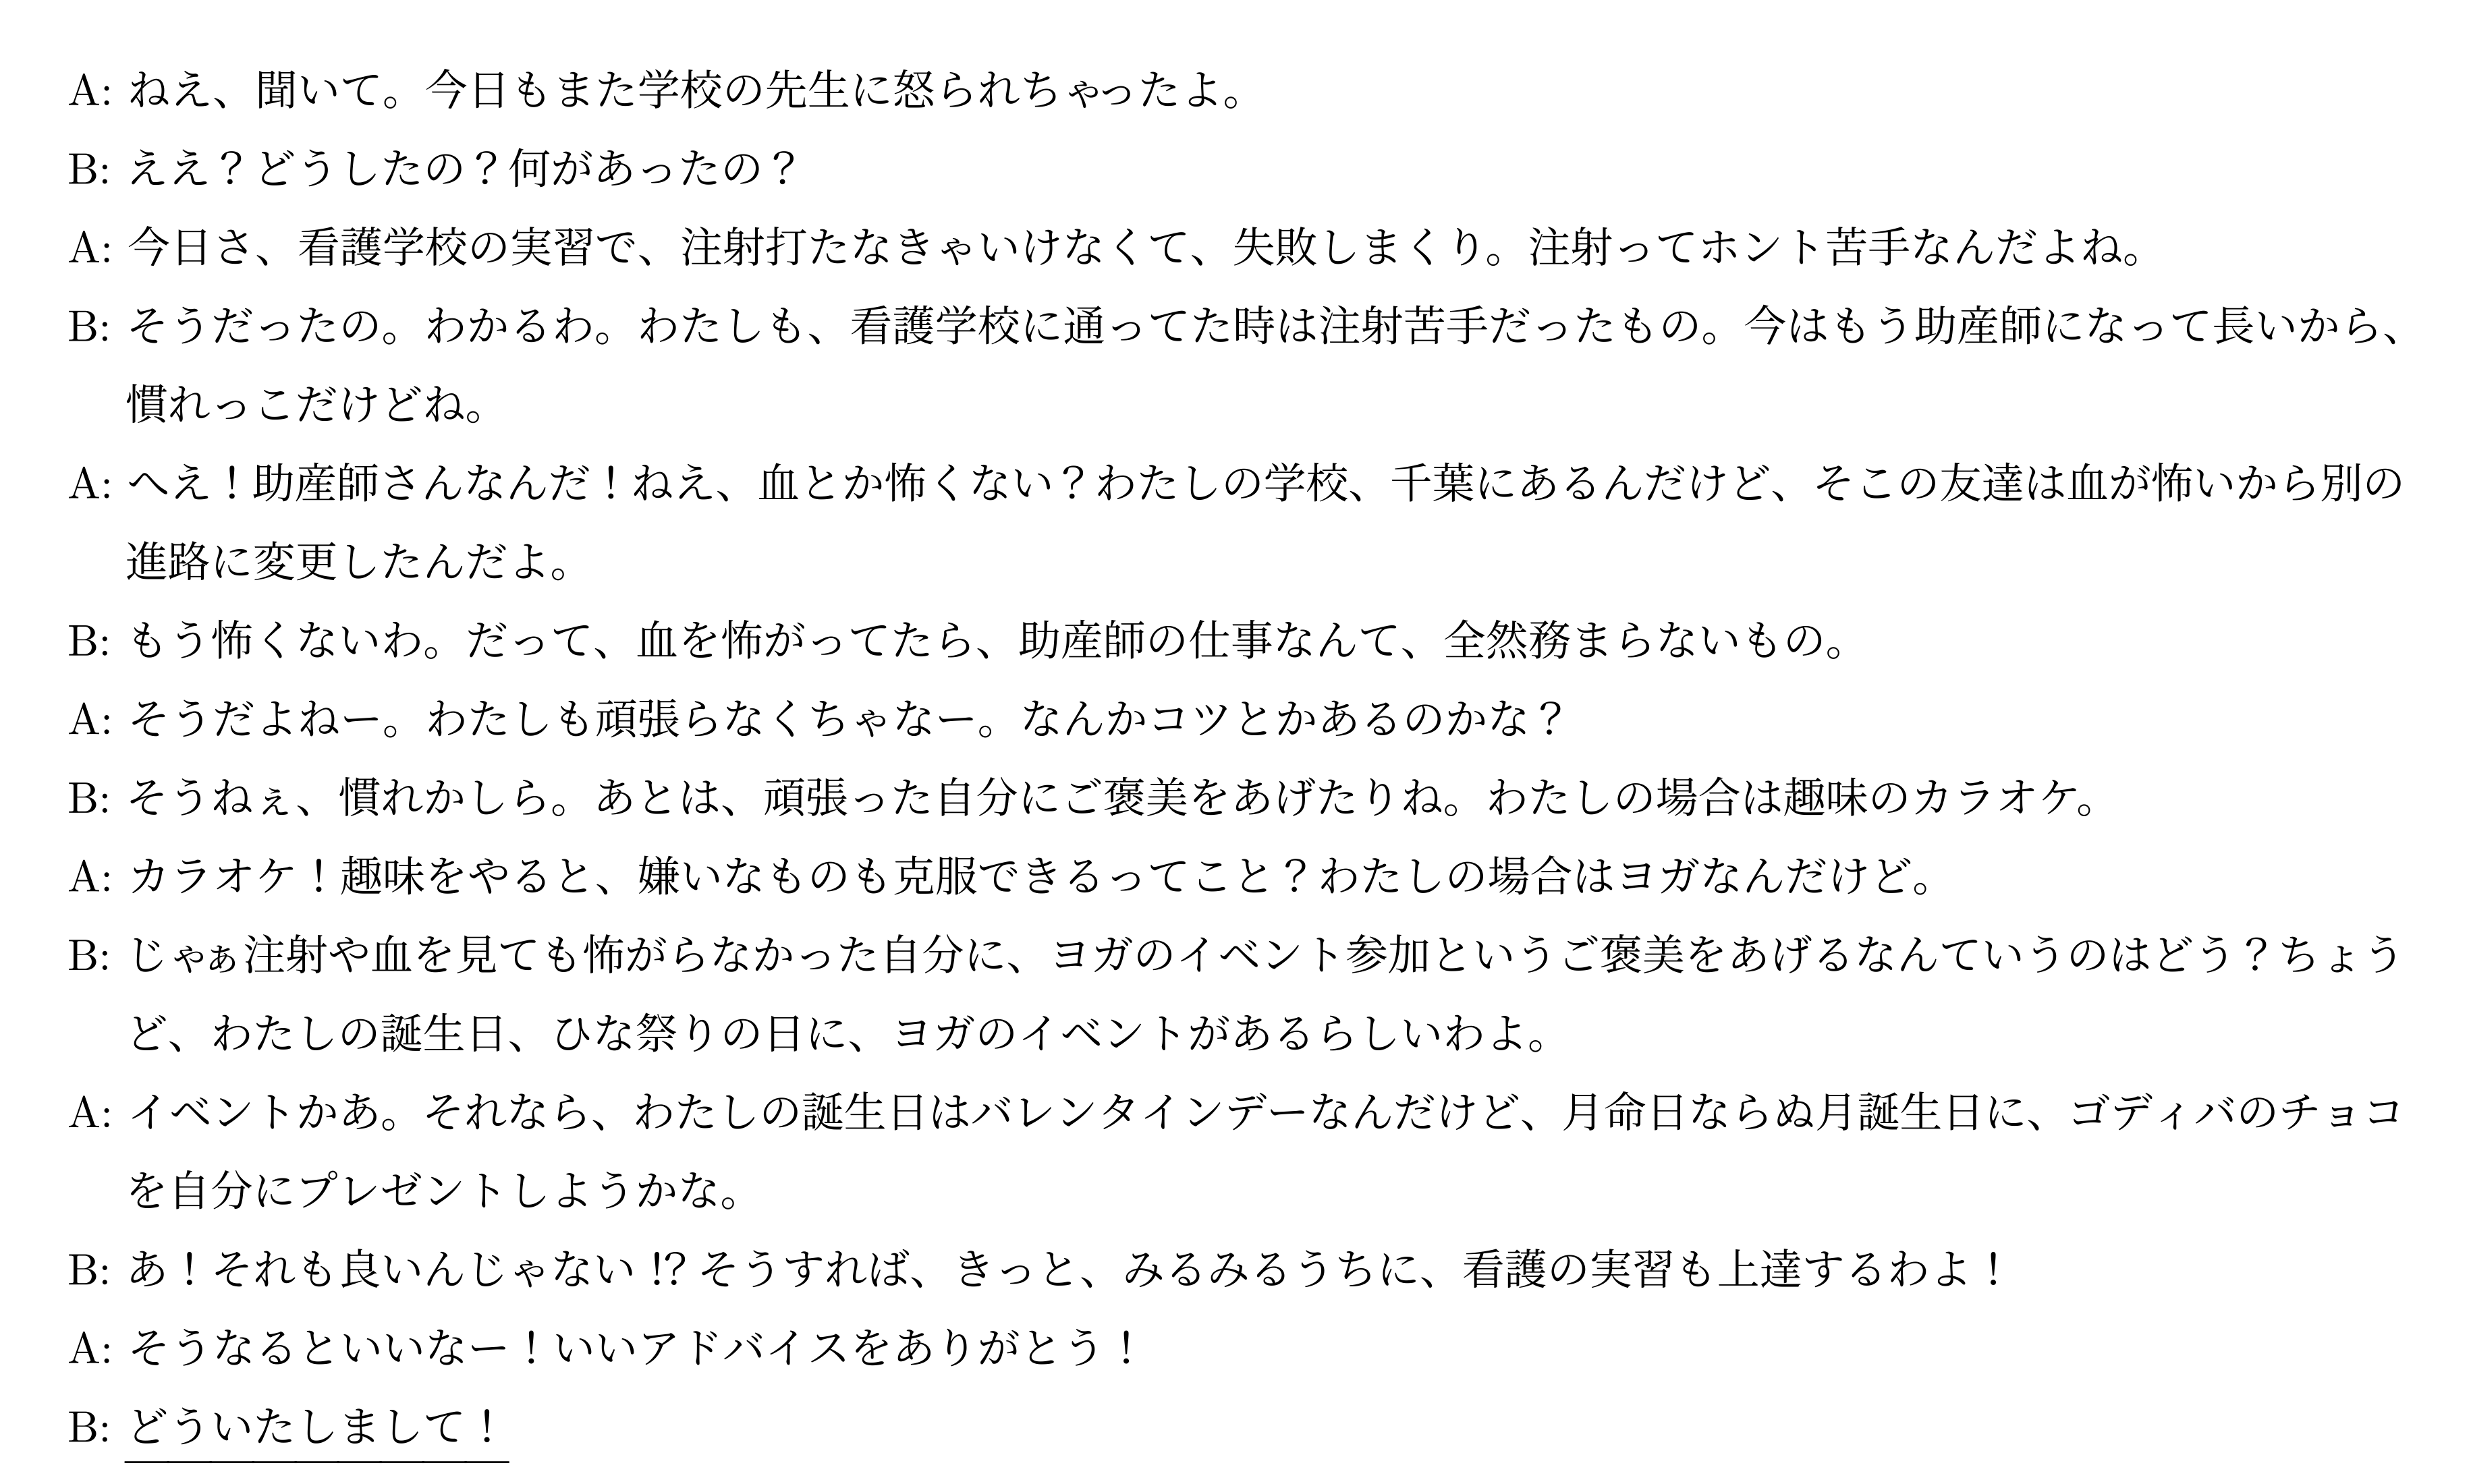 A: ねえ、聞いて。今日もまた学校の先生に怒られちゃったよ。
B: ええ？どうしたの？何があったの？
A: 今日さ、看護学校の実習で、注射打たなきゃいけなくて、失敗しまくり。注射ってホント苦手なんだよね。
B: そうだったの。わかるわ。わたしも、看護学校に通ってた時は注射苦手だったもの。今はもう助産師になって長いから、
慣れっこだけどね。
A: へえ！助産師さんなんだ！ねえ、血とか怖くない？わたしの学校、千葉にあるんだけど、そこの友達は血が怖いから別の
進路に変更したんだよ。
B: もう怖くないわ。だって、血を怖がってたら、助産師の仕事なんて、全然務まらないもの。
A: そうだよねー。わたしも頑張らなくちゃなー。なんかコツとかあるのかな？
B: そうねぇ、慣れかしら。あとは、頑張った自分にご褒美をあげたりね。わたしの場合は趣味のカラオケ。
A: カラオケ！趣味をやると、嫌いなものも克服できるってこと？わたしの場合はヨガなんだけど。
B: じゃぁ注射や血を見ても怖がらなかった自分に、ヨガのイベント参加というご褒美をあげるなんていうのはどう？ちょう
ど、わたしの誕生日、ひな祭りの日に、ヨガのイベントがあるらしいわよ。
A: イベントかあ。それなら、わたしの誕生日はバレンタインデーなんだけど、月命日ならぬ月誕生日に、ゴディバのチョコ
を自分にプレゼントしようかな。
B: あ！それも良いんじゃない⁉そうすれば、きっと、みるみるうちに、看護の実習も上達するわよ！
A: そうなるといいなー！いいアドバイスをありがとう！
B: どういたしまして！